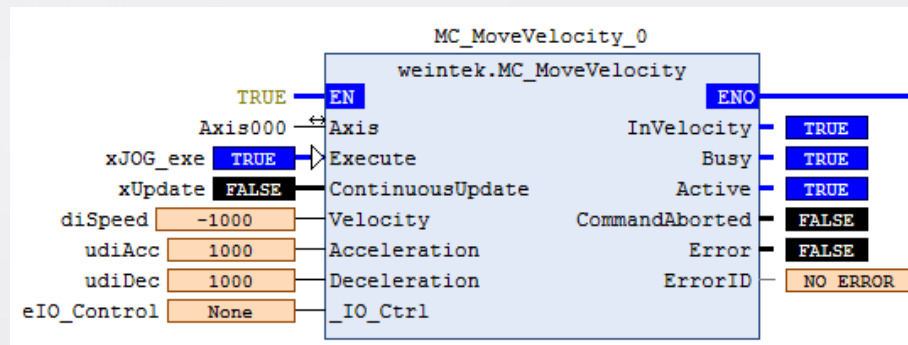 MC_MoveVelocity_0
weintek.MC_MoveVelocity
TRUE EN ENO
Axis000 Axis InVelocity TRUE
xJOG_exe TRUE Execute Busy TRUE
xUpdate FALSE ContinuousUpdate Active TRUE
diSpeed -1000 Velocity CommandAborted FALSE
udiAcc 1000 Acceleration Error FALSE
udiDec 1000 Deceleration ErrorID NO ERROR
eIO_Control None _IO_Ctrl